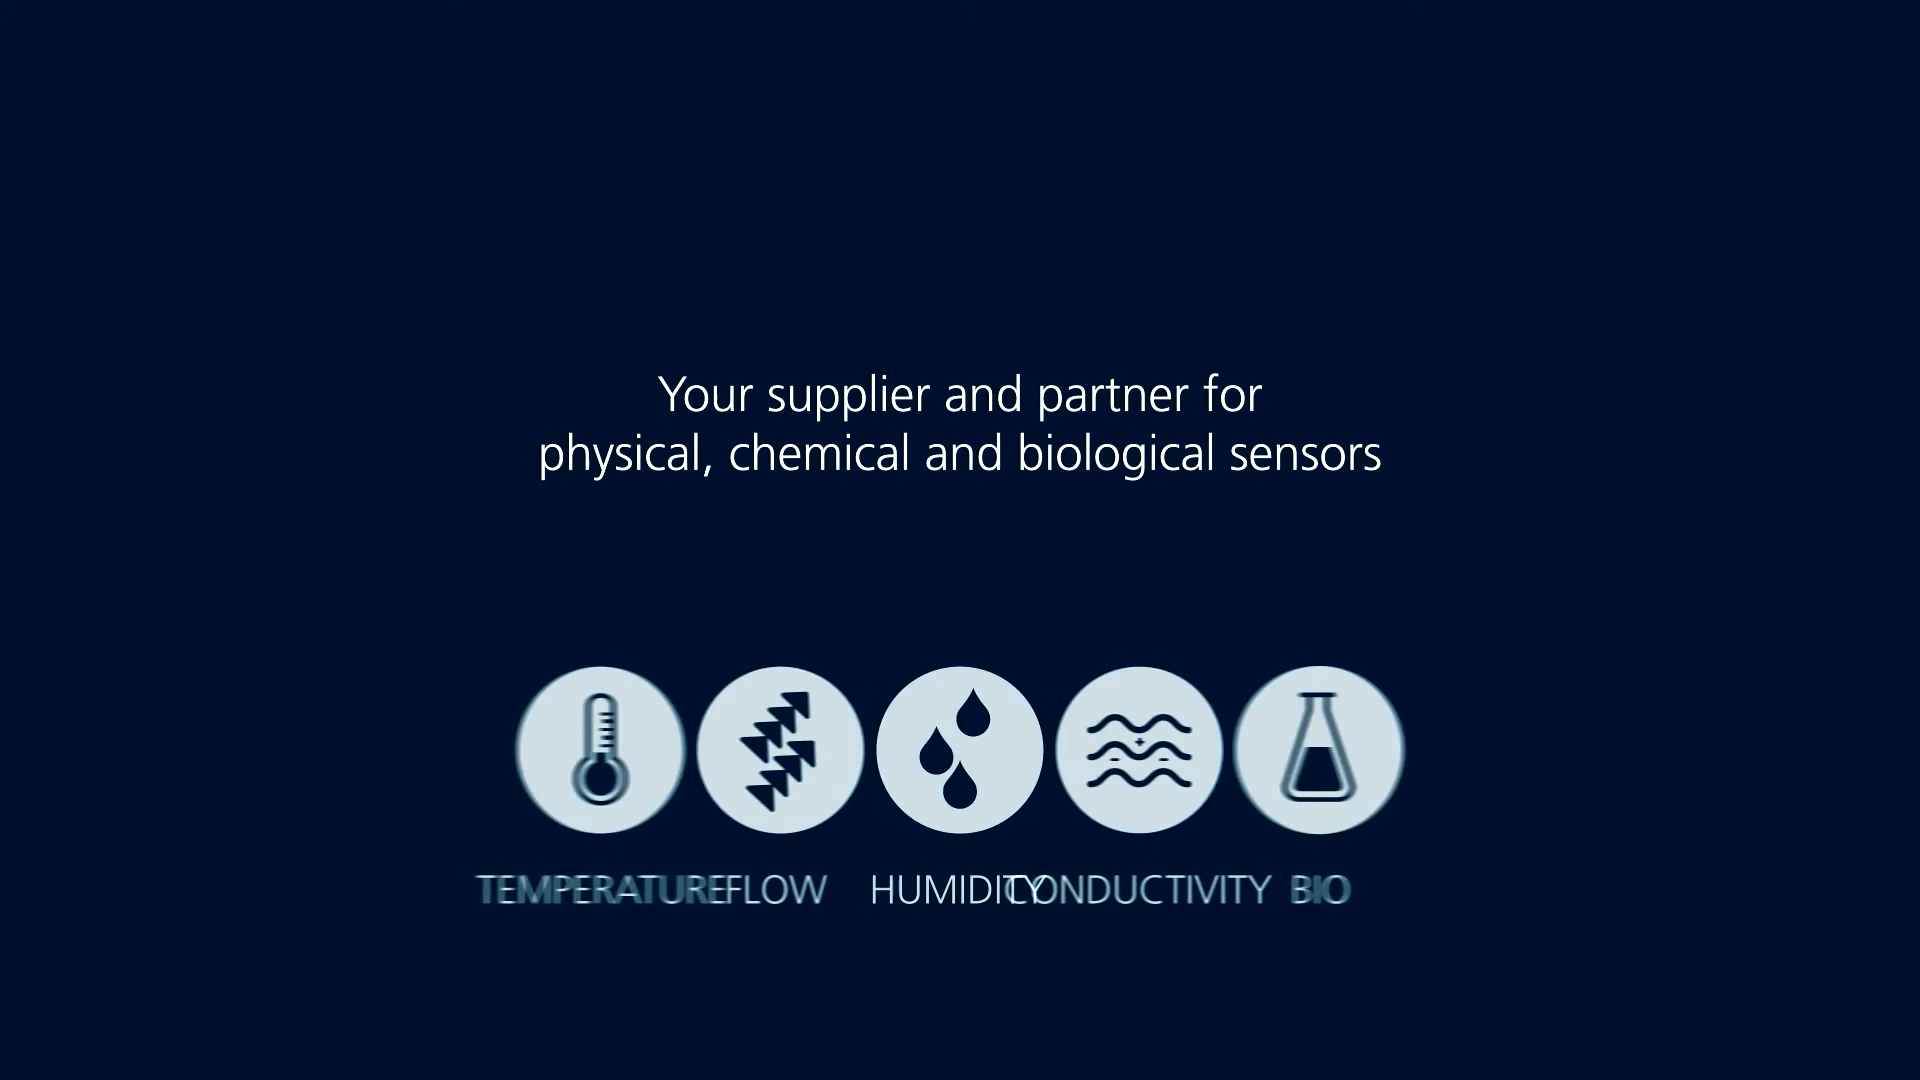 Your supplier and partner for
physical, chemical and biological sensors
TEMPERATURE FLOW HUMIDITY CONDUCTIVITY BIO